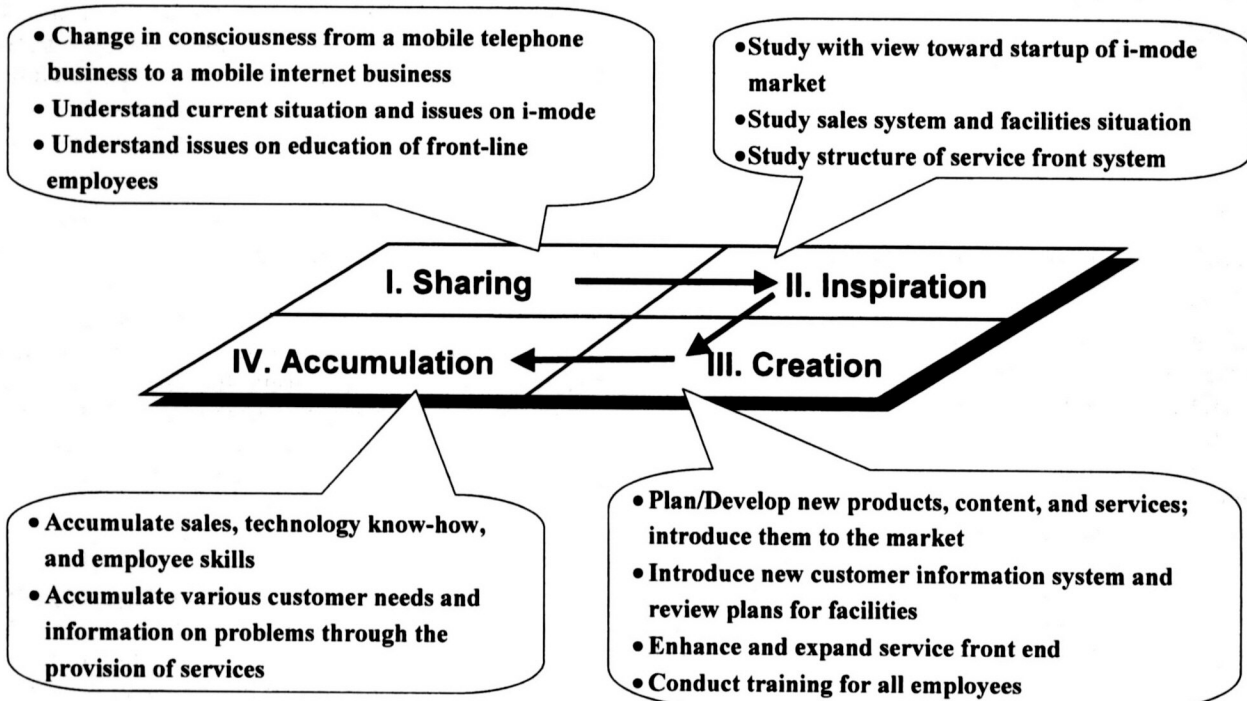 • Change in consciousness from a mobile telephone
business to a mobile internet business
• Understand current situation and issues on i-mode
• Understand issues on education of front-line
employees
•Study with view toward startup of i-mode
market
•Study sales system and facilities situation
•Study structure of service front system
I. Sharing
II. Inspiration
IV. Accumulation
III. Creation
• Accumulate sales, technology know-how,
and employee skills
• Accumulate various customer needs and
information on problems through the
provision of services
• Plan/Develop new products, content, and services;
introduce them to the market
• Introduce new customer information system and
review plans for facilities
• Enhance and expand service front end
• Conduct training for all employees